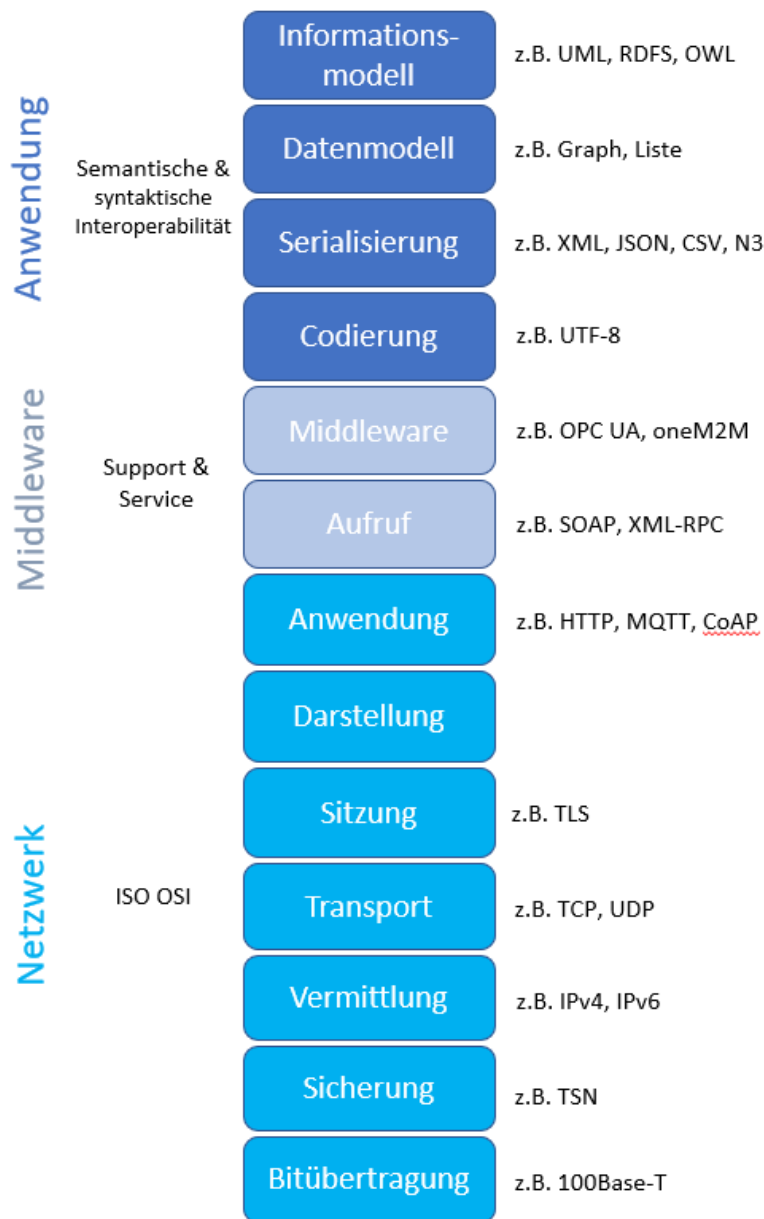 Anwendung
Semantische &
syntaktische
Interoperabilität
Informations-
modell
z.B. UML, RDFS, OWL
Datenmodell
z.B. Graph, Liste
Serialisierung
z.B. XML, JSON, CSV, N3
Codierung
z.B. UTF-8
Middleware
Support &
Service
Middleware
z.B. OPC UA, oneM2M
Aufruf
z.B. SOAP, XML-RPC
Netzwerk
ISO OSI
Anwendung
z.B. HTTP, MQTT, CoAP
Darstellung
Sitzung
z.B. TLS
Transport
z.B. TCP, UDP
Vermittlung
z.B. IPv4, IPv6
Sicherung
z.B. TSN
Bitübertragung
z.B. 100Base-T